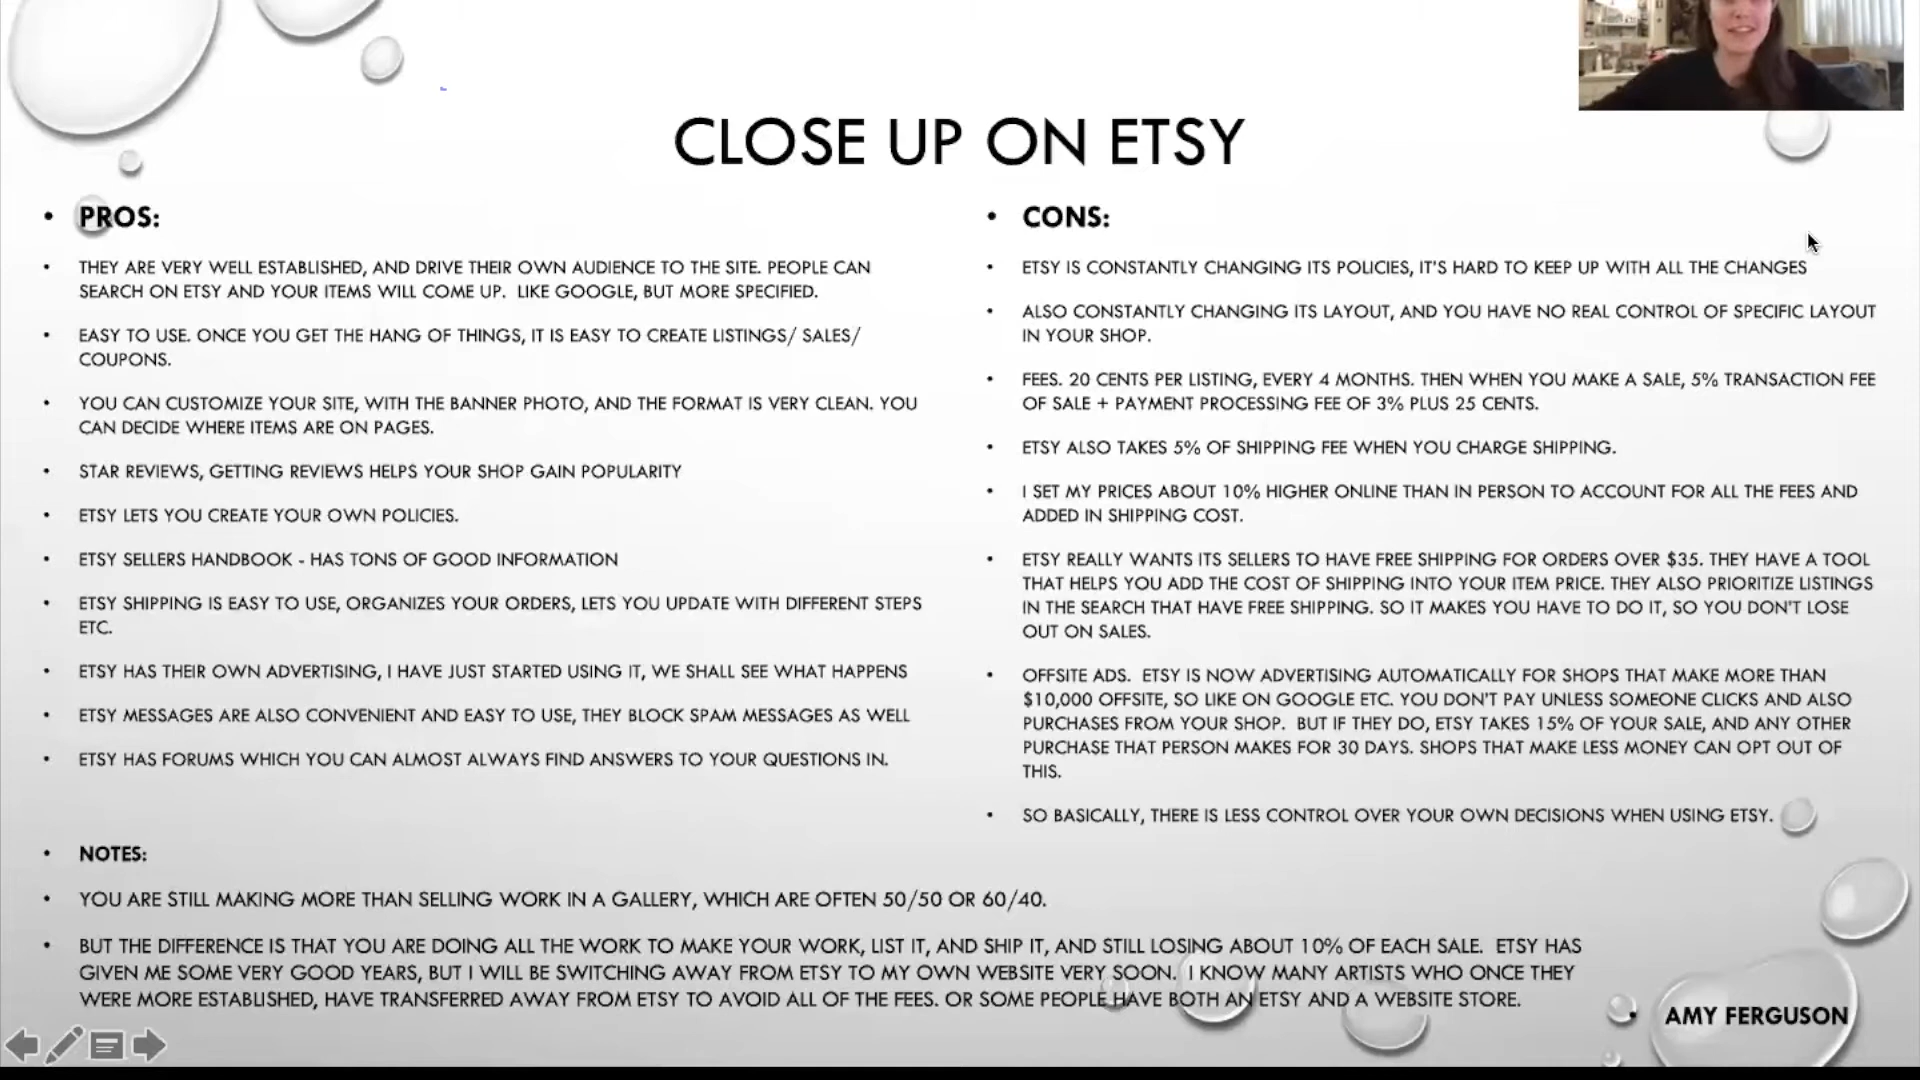 CLOSE UP ON ETSY
• PROS:
• THEY ARE VERY WELL ESTABLISHED, AND DRIVE THEIR OWN AUDIENCE TO THE SITE. PEOPLE CAN
SEARCH ON ETSY AND YOUR ITEMS WILL COME UP.  LIKE GOOGLE, BUT MORE SPECIFIED.
• EASY TO USE. ONCE YOU GET THE HANG OF THINGS, IT IS EASY TO CREATE LISTINGS/ SALES/
COUPONS.
• YOU CAN CUSTOMIZE YOUR SITE, WITH THE BANNER PHOTO, AND THE FORMAT IS VERY CLEAN. YOU
CAN DECIDE WHERE ITEMS ARE ON PAGES.
• STAR REVIEWS, GETTING REVIEWS HELPS YOUR SHOP GAIN POPULARITY
• ETSY LETS YOU CREATE YOUR OWN POLICIES.
• ETSY SELLERS HANDBOOK - HAS TONS OF GOOD INFORMATION
• ETSY SHIPPING IS EASY TO USE, ORGANIZES YOUR ORDERS, LETS YOU UPDATE WITH DIFFERENT STEPS
ETC.
• ETSY HAS THEIR OWN ADVERTISING, I HAVE JUST STARTED USING IT, WE SHALL SEE WHAT HAPPENS
• ETSY MESSAGES ARE ALSO CONVENIENT AND EASY TO USE, THEY BLOCK SPAM MESSAGES AS WELL
• ETSY HAS FORUMS WHICH YOU CAN ALMOST ALWAYS FIND ANSWERS TO YOUR QUESTIONS IN.
• CONS:
• ETSY IS CONSTANTLY CHANGING ITS POLICIES, IT'S HARD TO KEEP UP WITH ALL THE CHANGES
• ALSO CONSTANTLY CHANGING ITS LAYOUT, AND YOU HAVE NO REAL CONTROL OF SPECIFIC LAYOUT
IN YOUR SHOP.
• FEES. 20 CENTS PER LISTING, EVERY 4 MONTHS. THEN WHEN YOU MAKE A SALE, 5% TRANSACTION FEE
OF SALE + PAYMENT PROCESSING FEE OF 3% PLUS 25 CENTS.
• ETSY ALSO TAKES 5% OF SHIPPING FEE WHEN YOU CHARGE SHIPPING.
• I SET MY PRICES ABOUT 10% HIGHER ONLINE THAN IN PERSON TO ACCOUNT FOR ALL THE FEES AND
ADDED IN SHIPPING COST.
• ETSY REALLY WANTS ITS SELLERS TO HAVE FREE SHIPPING FOR ORDERS OVER $35. THEY HAVE A TOOL
THAT HELPS YOU ADD THE COST OF SHIPPING INTO YOUR ITEM PRICE. THEY ALSO PRIORITIZE LISTINGS
IN THE SEARCH THAT HAVE FREE SHIPPING. SO IT MAKES YOU HAVE TO DO IT, SO YOU DON'T LOSE
OUT ON SALES.
• OFFSITE ADS.  ETSY IS NOW ADVERTISING AUTOMATICALLY FOR SHOPS THAT MAKE MORE THAN
$10,000 OFFSITE, SO LIKE ON GOOGLE ETC. YOU DON'T PAY UNLESS SOMEONE CLICKS AND ALSO
PURCHASES FROM YOUR SHOP.  BUT IF THEY DO, ETSY TAKES 15% OF YOUR SALE, AND ANY OTHER
PURCHASE THAT PERSON MAKES FOR 30 DAYS. SHOPS THAT MAKE LESS MONEY CAN OPT OUT OF
THIS.
• SO BASICALLY, THERE IS LESS CONTROL OVER YOUR OWN DECISIONS WHEN USING ETSY.
• NOTES:
• YOU ARE STILL MAKING MORE THAN SELLING WORK IN A GALLERY, WHICH ARE OFTEN 50/50 OR 60/40.
• BUT THE DIFFERENCE IS THAT YOU ARE DOING ALL THE WORK TO MAKE YOUR WORK, LIST IT, AND SHIP IT, AND STILL LOSING ABOUT 10% OF EACH SALE.  ETSY HAS
GIVEN ME SOME VERY GOOD YEARS, BUT I WILL BE SWITCHING AWAY FROM ETSY TO MY OWN WEBSITE VERY SOON.  I KNOW MANY ARTISTS WHO ONCE THEY
WERE MORE ESTABLISHED, HAVE TRANSFERRED AWAY FROM ETSY TO AVOID ALL OF THE FEES. OR SOME PEOPLE HAVE BOTH AN ETSY AND A WEBSITE STORE.
• AMY FERGUSON